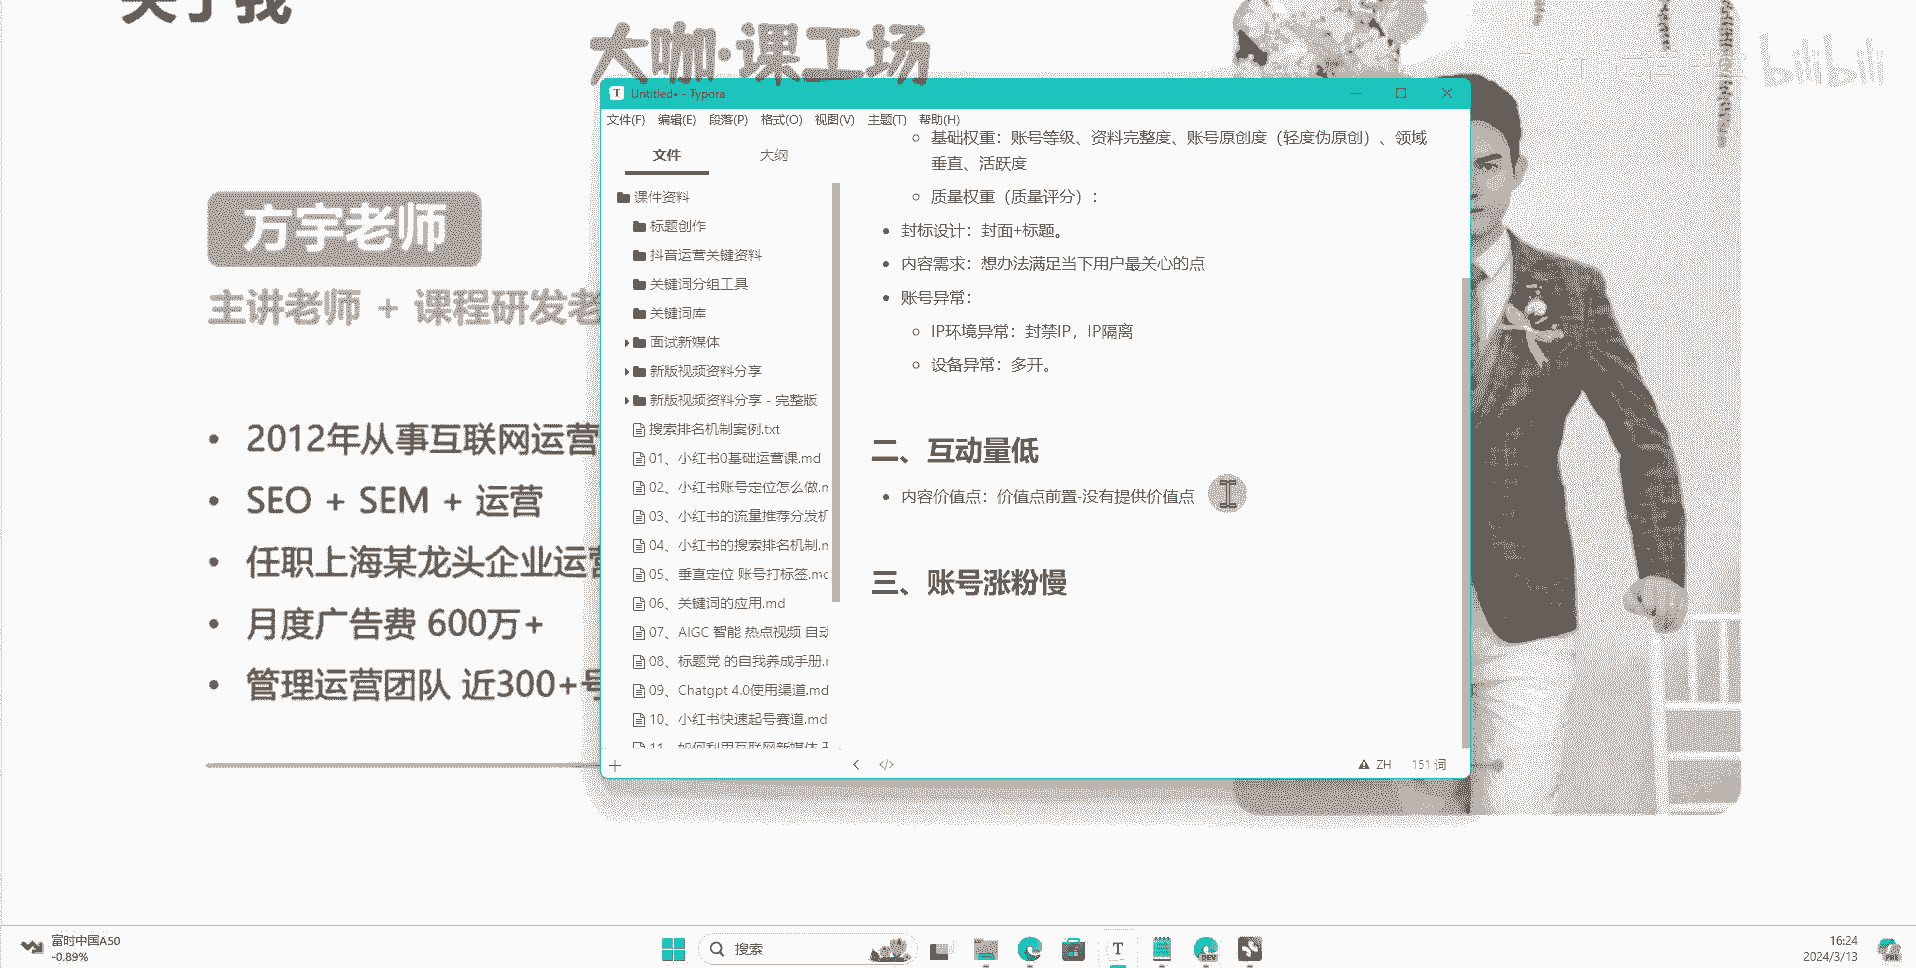 关于我
大咖·课工场
bilibili
方宇老师
主讲老师 + 课程研发老
2012年从事互联网运营
SEO + SEM + 运营
任职上海某龙头企业运营
月度广告费 600万+
管理运营团队 近300+号
Untitled• - Typora
文件(F) 编辑(E) 段落(P) 格式(O) 视图(V) 主题(T) 帮助(H)
文件 大纲
课件资料
标题创作
抖音运营关键资料
关键词分组工具
关键词库
面试新媒体
新版视频资料分享
新版视频资料分享 - 完整版
搜索排名机制案例.txt
01、小红书0基础运营课.md
02、小红书账号定位怎么做.m
03、小红书的流量推荐分发机
04、小红书的搜索排名机制.m
05、垂直定位 账号打标签.md
06、关键词的应用.md
07、AIGC 智能 热点视频 自动
08、标题党 的自我养成手册.m
09、Chatgpt 4.0使用渠道.md
10、小红书快速起号赛道.md
11、如何利用互联网新媒体
基础权重：账号等级、资料完整度、账号原创度（轻度伪原创）、领域
垂直、活跃度
质量权重（质量评分）：
封标设计：封面+标题。
内容需求：想办法满足当下用户最关心的点
账号异常：
IP环境异常：封禁IP，IP隔离
设备异常：多开。
二、互动量低
内容价值点：价值点前置-没有提供价值点
三、账号涨粉慢
ZH 151 词
富时中国A50
-0.89%
搜索
T
DEV
16:24
2024/3/13
PRE